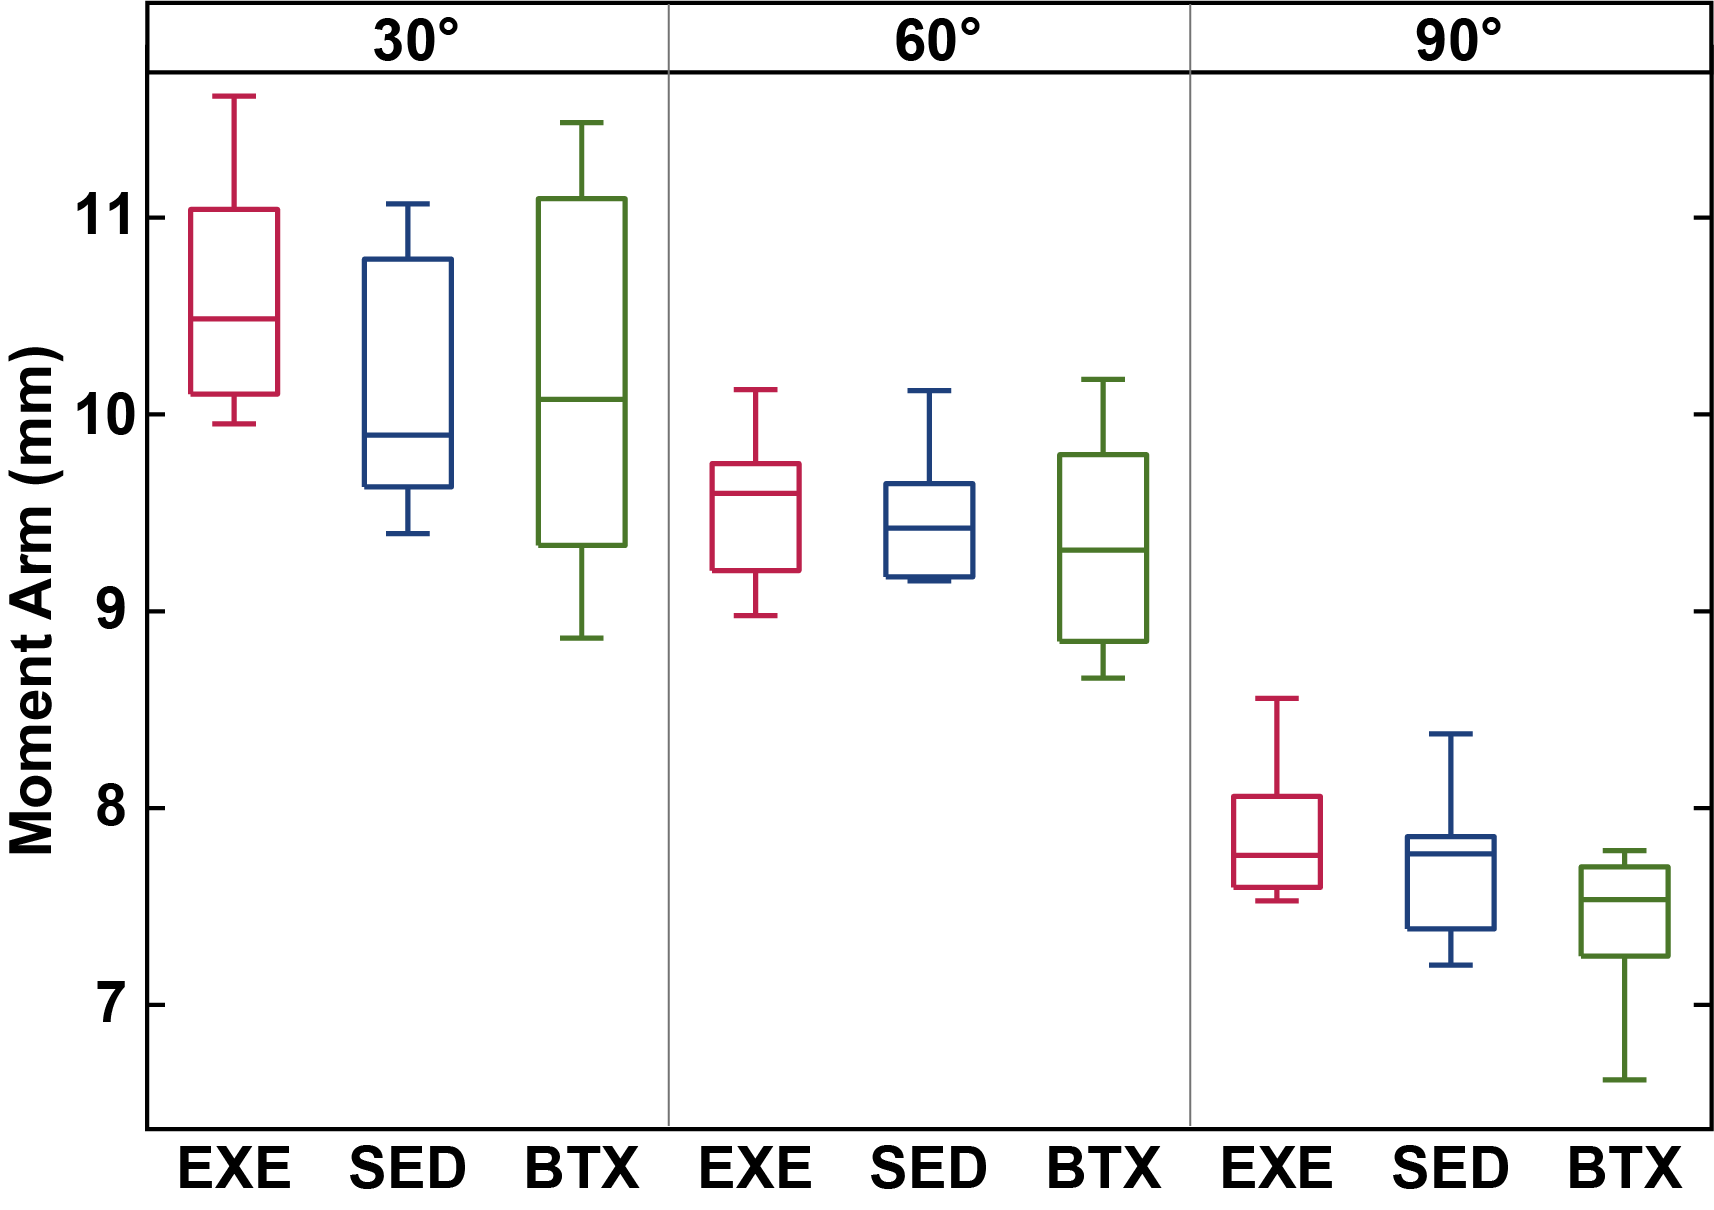 30° 60° 90°
Moment Arm (mm)
11
10
9
8
7
EXE SED BTX EXE SED BTX EXE SED BTX